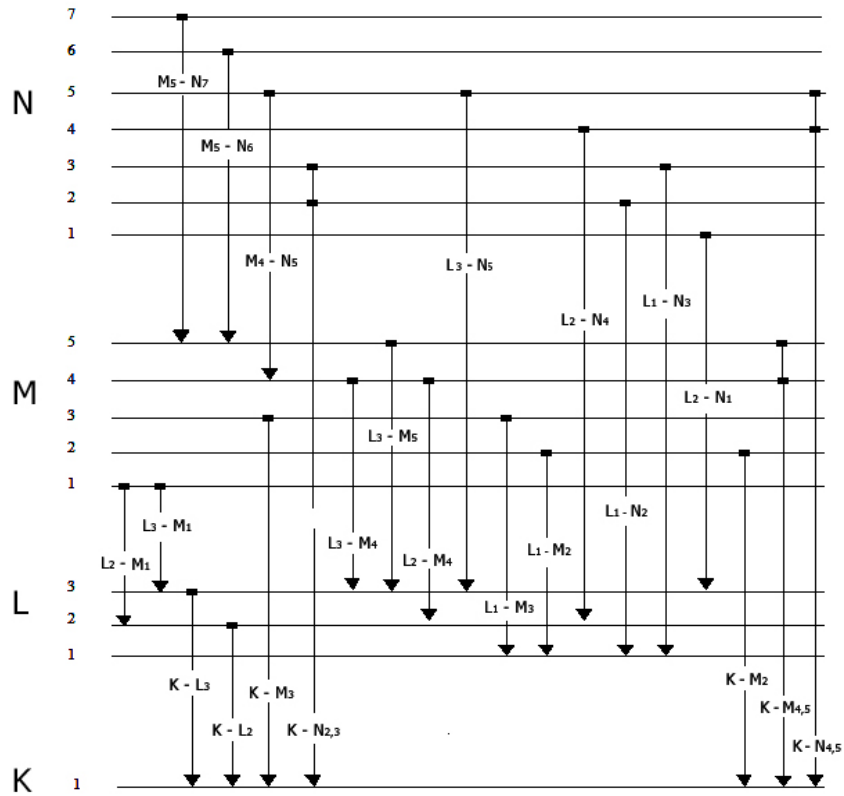 7
6
M5 - N7
N
5
4
M5 - N6
3
2
1
M4 - N5
L3 - N5
L1 - N3
L2 - N4
5
M
4
L2 - N1
3
L3 - M5
2
1
L1 - N2
L3 - M1
L3 - M4
L1 - M2
L2 - M4
L2 - M1
3
L
L1 - M3
2
1
K - L3
K - M3
K - M2
K - M4,5
K - L2
K - N2,3
K - N4,5
K
1